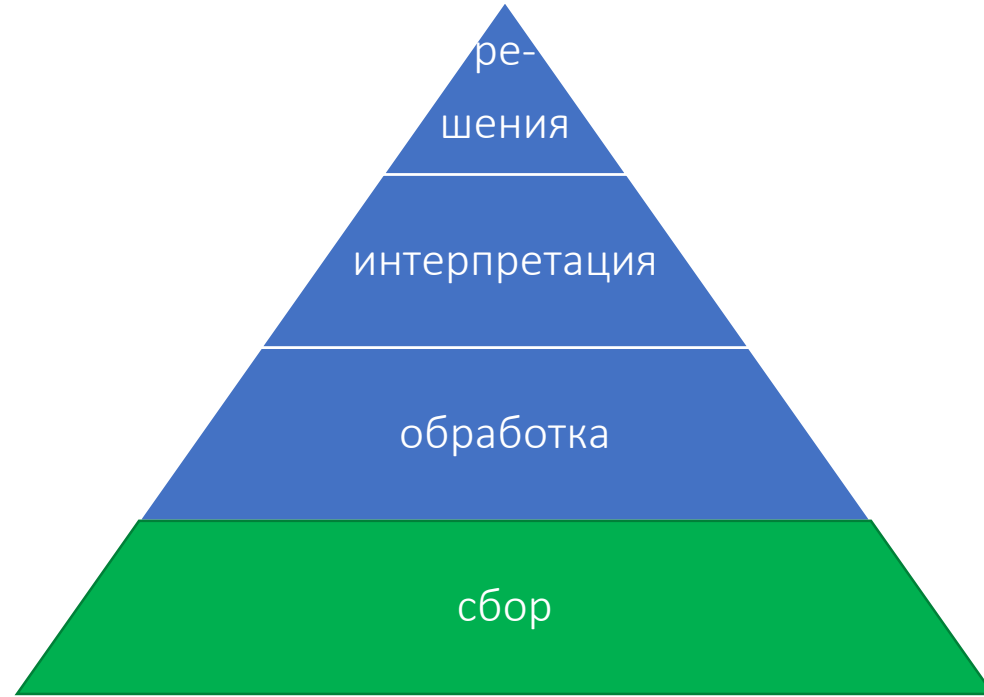 ре-
шения
интерпретация
обработка
сбор